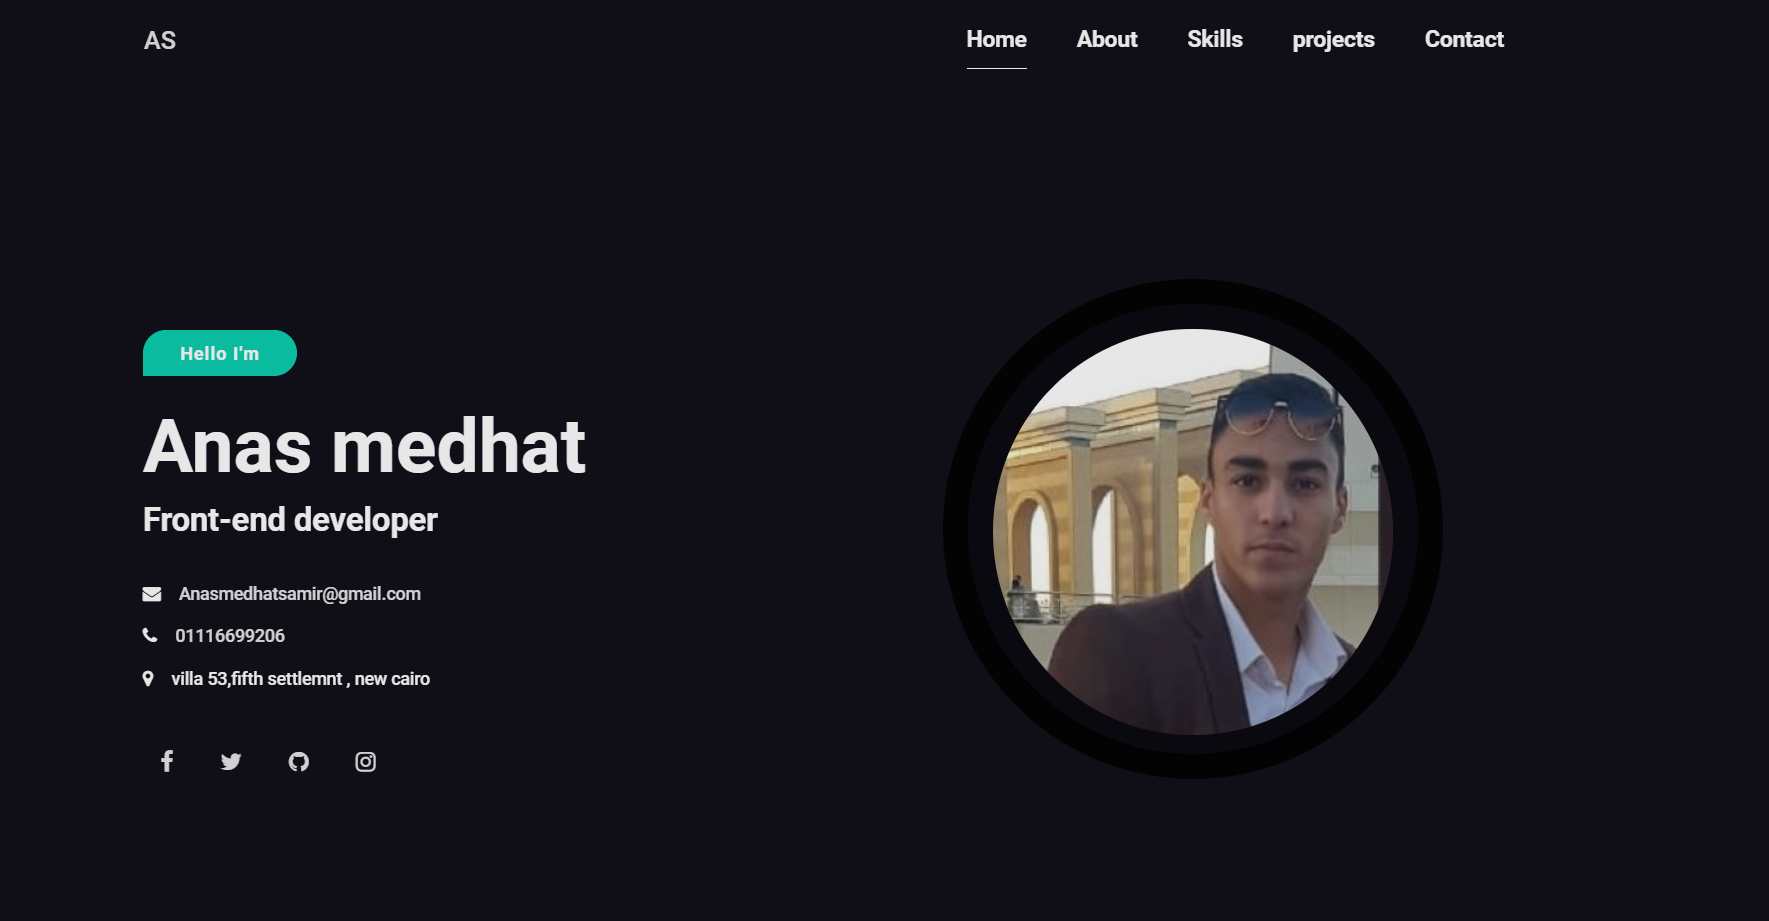 AS
Home About Skills projects Contact
Hello I'm
Anas medhat
Front-end developer
Anasmedhatsamir@gmail.com
01116699206
villa 53,fifth settlemnt , new cairo